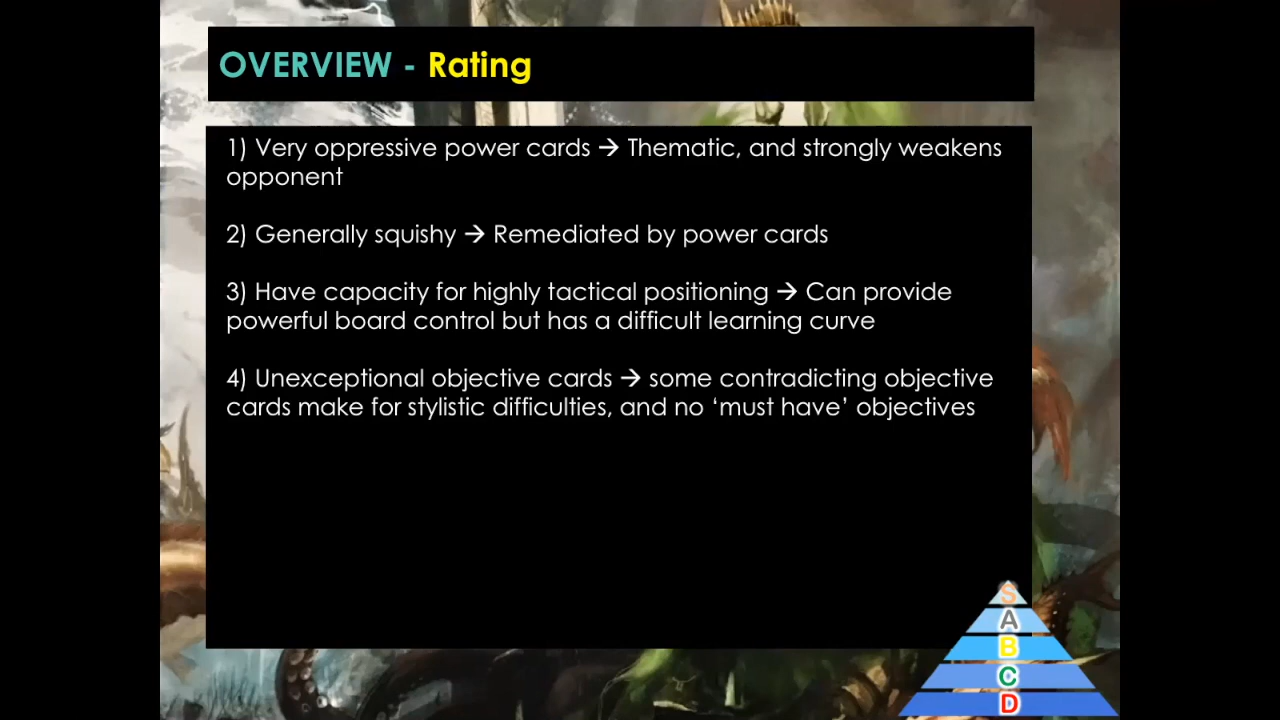 OVERVIEW - Rating
1) Very oppressive power cards → Thematic, and strongly weakens
opponent
2) Generally squishy → Remediated by power cards
3) Have capacity for highly tactical positioning → Can provide
powerful board control but has a difficult learning curve
4) Unexceptional objective cards → some contradicting objective
cards make for stylistic difficulties, and no ‘must have’ objectives
S
A
B
C
D